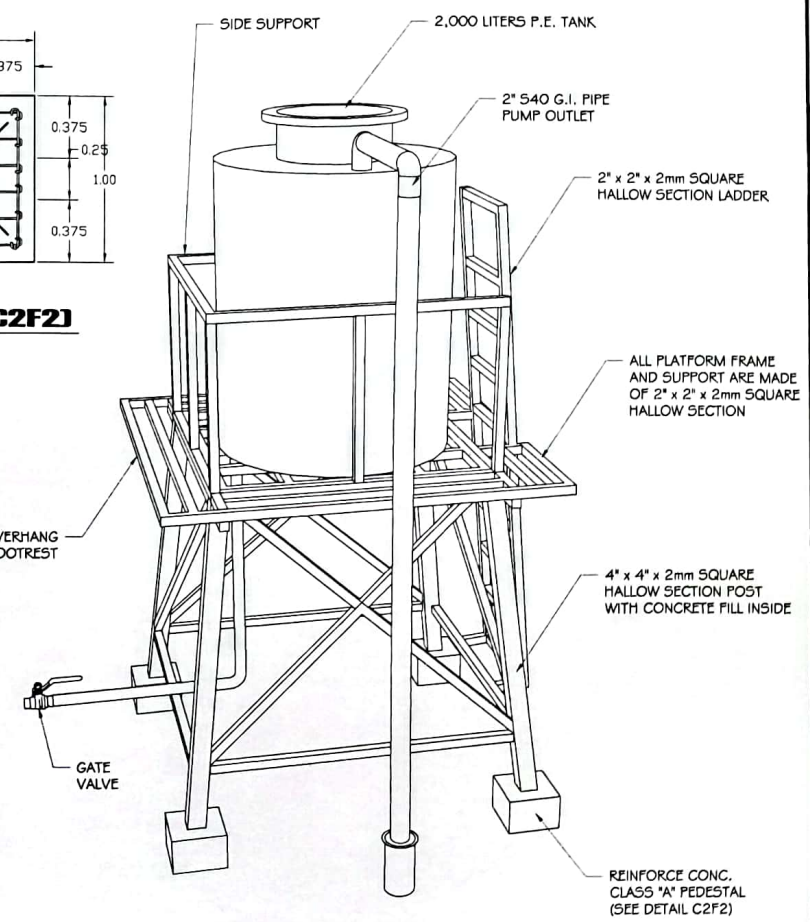 SIDE SUPPORT
2,000 LITERS P.E. TANK
375
2" S40 G.I. PIPE
PUMP OUTLET
0.375
0.25
1.00
0.375
2" x 2" x 2mm SQUARE
HALLOW SECTION LADDER
C2F2)
ALL PLATFORM FRAME
AND SUPPORT ARE MADE
OF 2" x 2" x 2mm SQUARE
HALLOW SECTION
VERHANG
OOTREST
4" x 4" x 2mm SQUARE
HALLOW SECTION POST
WITH CONCRETE FILL INSIDE
GATE
VALVE
REINFORCE CONC.
CLASS "A" PEDESTAL
(SEE DETAIL C2F2)